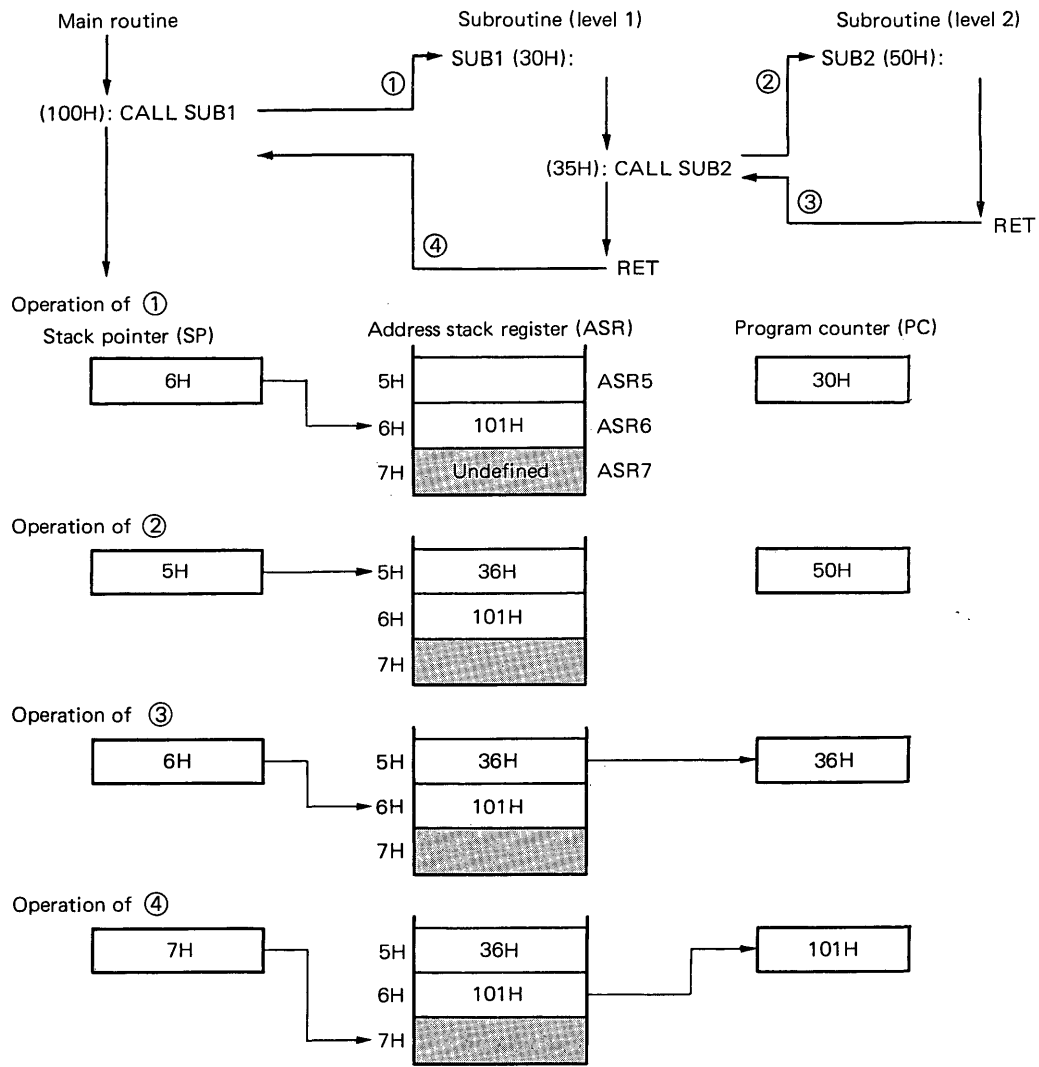 Main routine
Subroutine (level 1)
Subroutine (level 2)
①
SUB1 (30H):
②
SUB2 (50H):
(100H): CALL SUB1
(35H): CALL SUB2
③
RET
④
RET
Operation of ①
Stack pointer (SP)
Address stack register (ASR)
Program counter (PC)
6H
5H
ASR5
30H
6H
101H
ASR6
7H
Undefined
ASR7
Operation of ②
5H
5H
36H
50H
6H
101H
7H
Operation of ③
6H
5H
36H
36H
6H
101H
7H
Operation of ④
7H
5H
36H
101H
6H
101H
7H